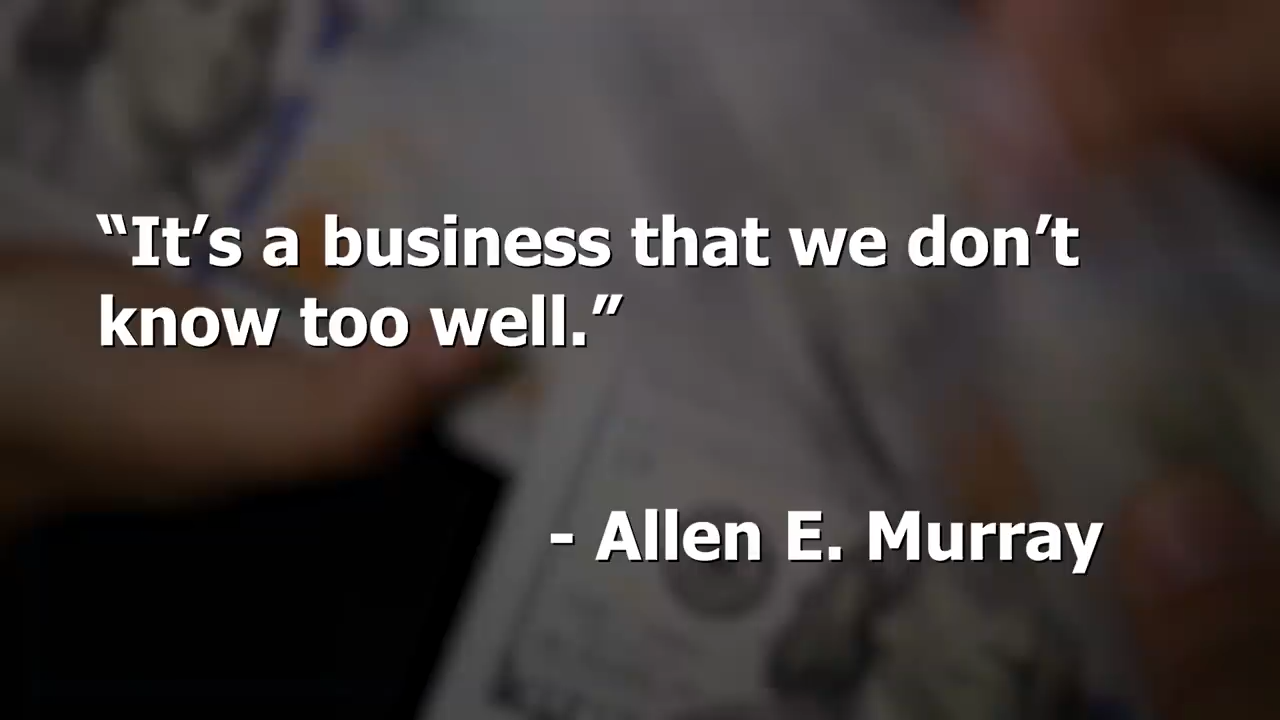 “It’s a business that we don’t
know too well.”
- Allen E. Murray